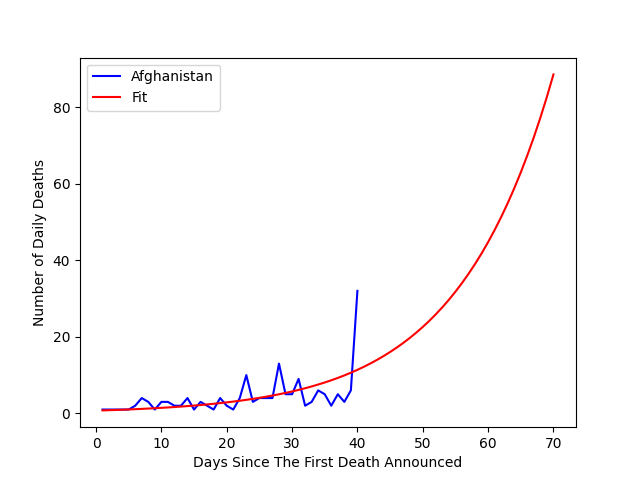 Afghanistan
Fit
Number of Daily Deaths
80
60
40
20
0
0 10 20 30 40 50 60 70
Days Since The First Death Announced